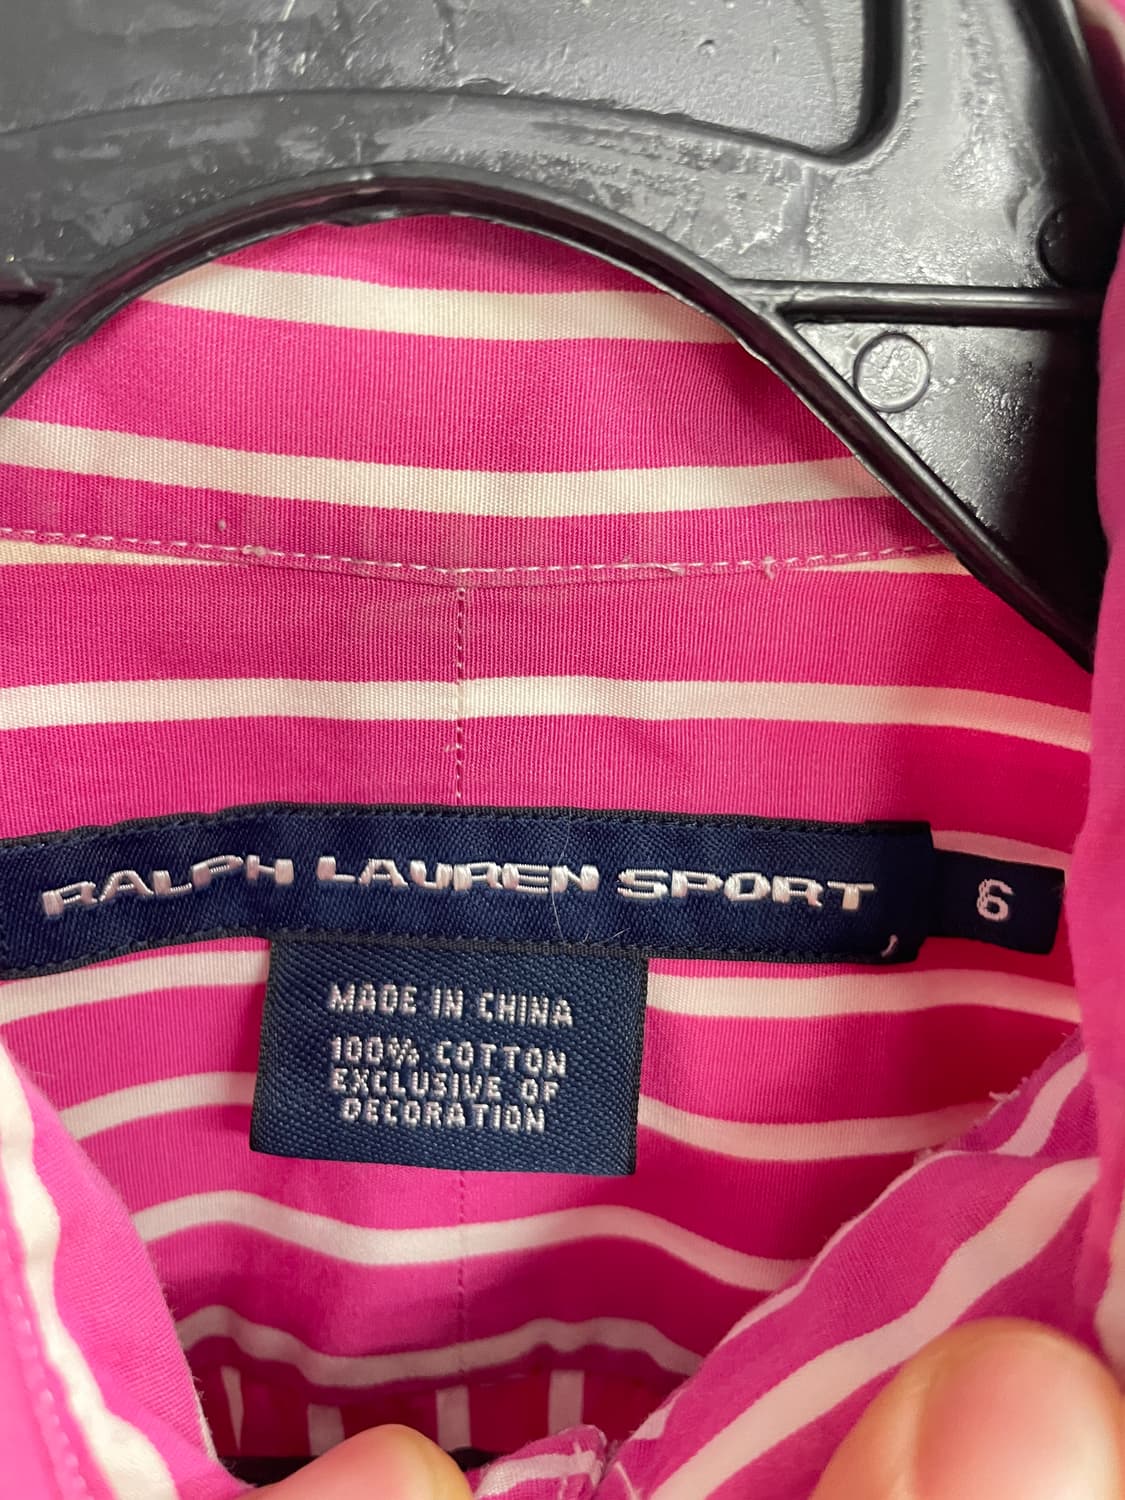 RALPH LAUREN SPORT
6
MADE IN CHINA
100% COTTON
EXCLUSIVE OF
DECORATION